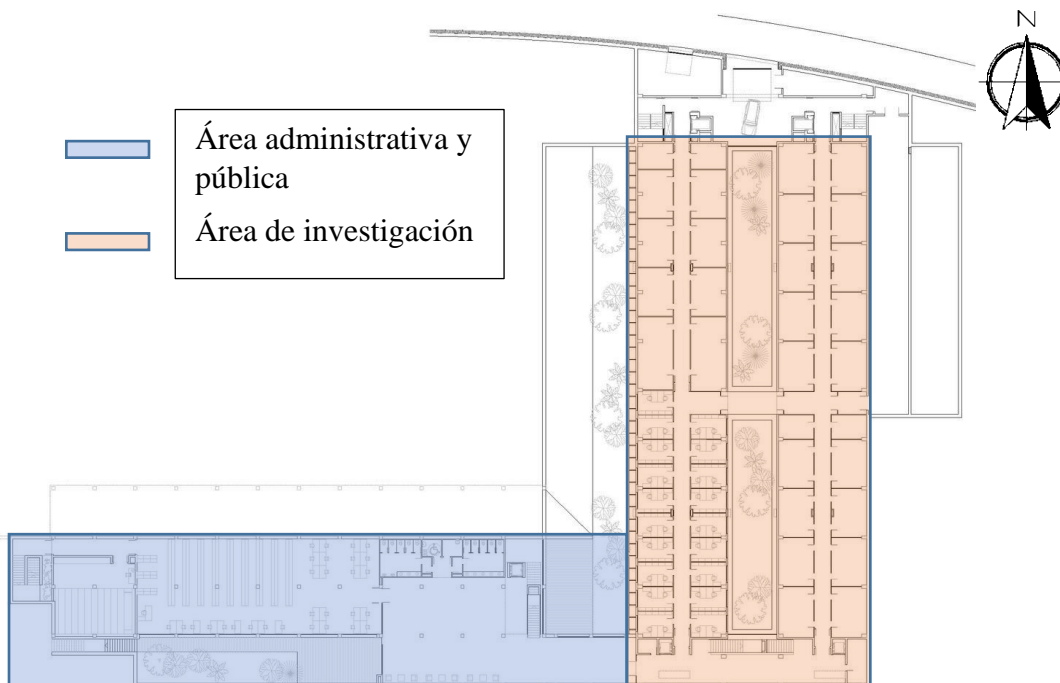 N
Área administrativa y
pública
Área de investigación